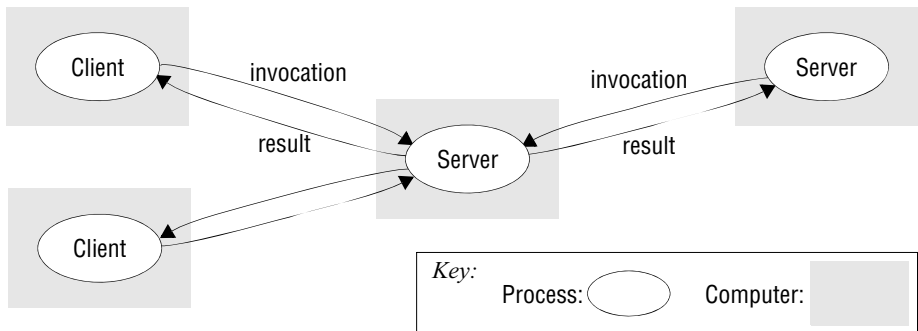 Client
invocation
result
Server
invocation
result
Server
Client
Key:
Process:
Computer: